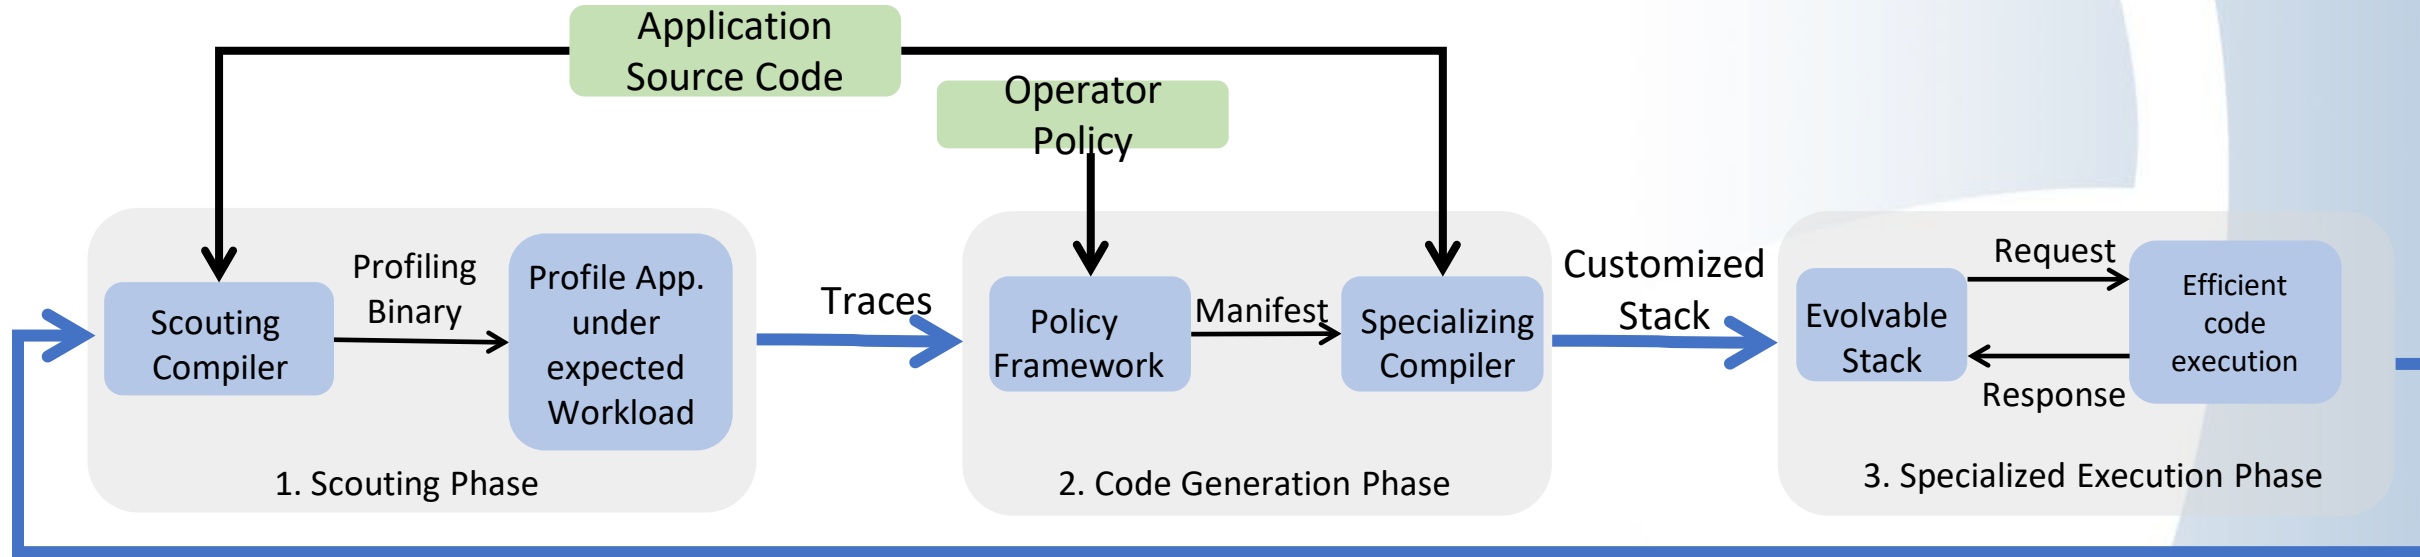 Application
Source Code
Operator
Policy
Profiling
Binary
Scouting
Compiler
Profile App.
under
expected
Workload
1. Scouting Phase
Traces
Policy
Framework
Manifest
Specializing
Compiler
2. Code Generation Phase
Customized
Stack
Evolvable
Stack
Request
Response
Efficient
code
execution
3. Specialized Execution Phase